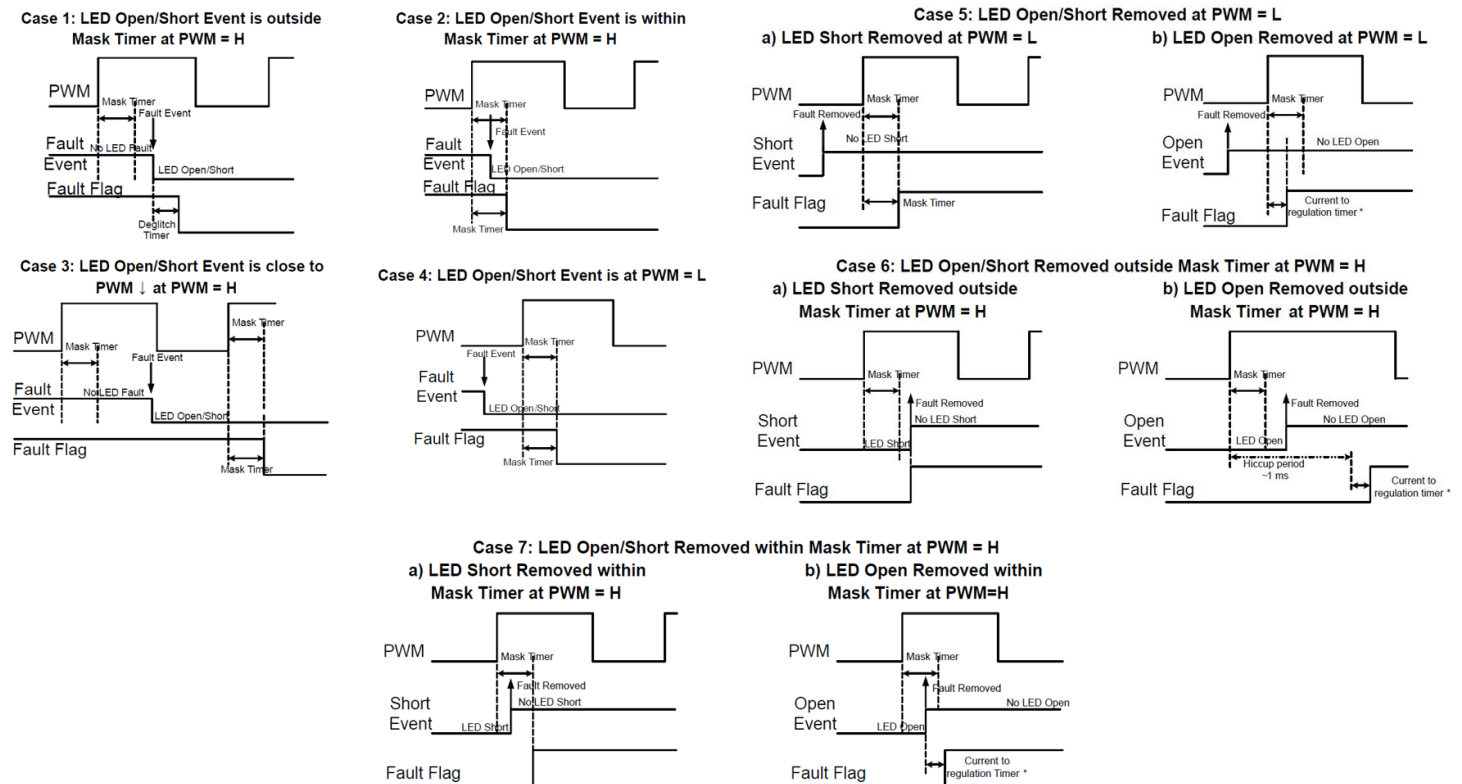 Case 1: LED Open/Short Event is outside
Mask Timer at PWM = H
PWM
Mask Timer
Fault Event
Fault
Event
No LED Fault
LED Open/Short
Fault Flag
Deglitch
Timer
Case 2: LED Open/Short Event is within
Mask Timer at PWM = H
PWM
Mask Timer
Fault Event
Fault
Event
LED Open/Short
Fault Flag
Mask Timer
Case 5: LED Open/Short Removed at PWM = L
a) LED Short Removed at PWM = L
PWM
Mask Timer
Fault Removed
No LED Short
Short
Event
Fault Flag
Mask Timer
b) LED Open Removed at PWM = L
PWM
Mask Timer
Fault Removed
No LED Open
Open
Event
Fault Flag
Current to
regulation timer *
Case 3: LED Open/Short Event is close to
PWM ↓ at PWM = H
PWM
Mask Timer
Mask Timer
Fault Event
Fault
Event
No LED Fault
LED Open/Short
Fault Flag
Mask Timer
Case 4: LED Open/Short Event is at PWM = L
PWM
Mask Timer
Fault Event
Fault
Event
LED Open/Short
Fault Flag
Mask Timer
Case 6: LED Open/Short Removed outside Mask Timer at PWM = H
a) LED Short Removed outside
Mask Timer at PWM = H
PWM
Mask Timer
Fault Removed
Short
Event
No LED Short
LED Short
Fault Flag
b) LED Open Removed outside
Mask Timer at PWM = H
PWM
Mask Timer
Fault Removed
Open
Event
No LED Open
LED Open
Hiccup period
~1 ms
Fault Flag
Current to
regulation timer *
Case 7: LED Open/Short Removed within Mask Timer at PWM = H
a) LED Short Removed within
Mask Timer at PWM = H
PWM
Mask Timer
Fault Removed
Short
Event
No LED Short
LED Short
Fault Flag
b) LED Open Removed within
Mask Timer at PWM=H
PWM
Mask Timer
Fault Removed
Open
Event
No LED Open
LED Open
Fault Flag
Current to
regulation Timer *